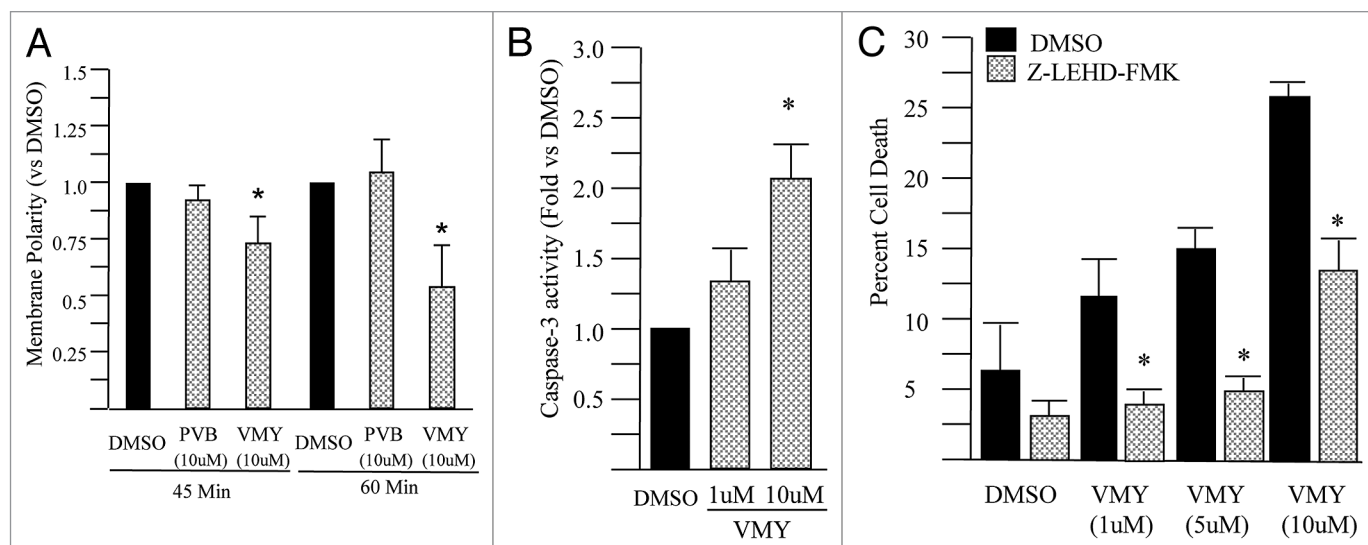 A
Membrane Polarity (vs DMSO)
1.5
1.25
1.0
0.75
0.5
0.25
*
*
DMSO PVB VMY DMSO PVB VMY
(10uM) (10uM) (10uM) (10uM)
45 Min 60 Min
B
Caspase-3 activity (Fold vs DMSO)
3.0
2.5
2.0
1.5
1.0
0.5
*
DMSO 1uM 10uM
VMY
C
DMSO
Z-LEHD-FMK
Percent Cell Death
30
25
20
15
10
5
*
*
*
DMSO VMY VMY VMY
(1uM) (5uM) (10uM)